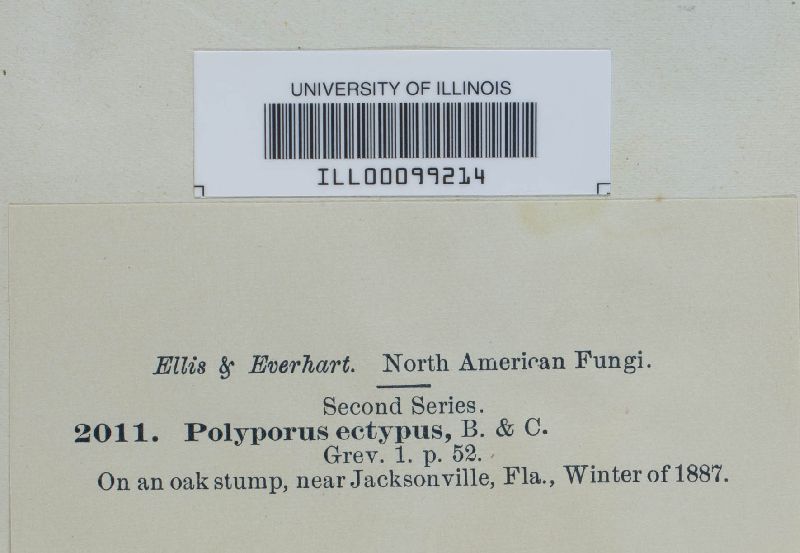 UNIVERSITY OF ILLINOIS
ILL00099214
Ellis & Everhart. North American Fungi.
Second Series.
2011. Polyporus ectypus, B. & C.
Grev. 1. p. 52.
On an oak stump, near Jacksonville, Fla., Winter of 1887.